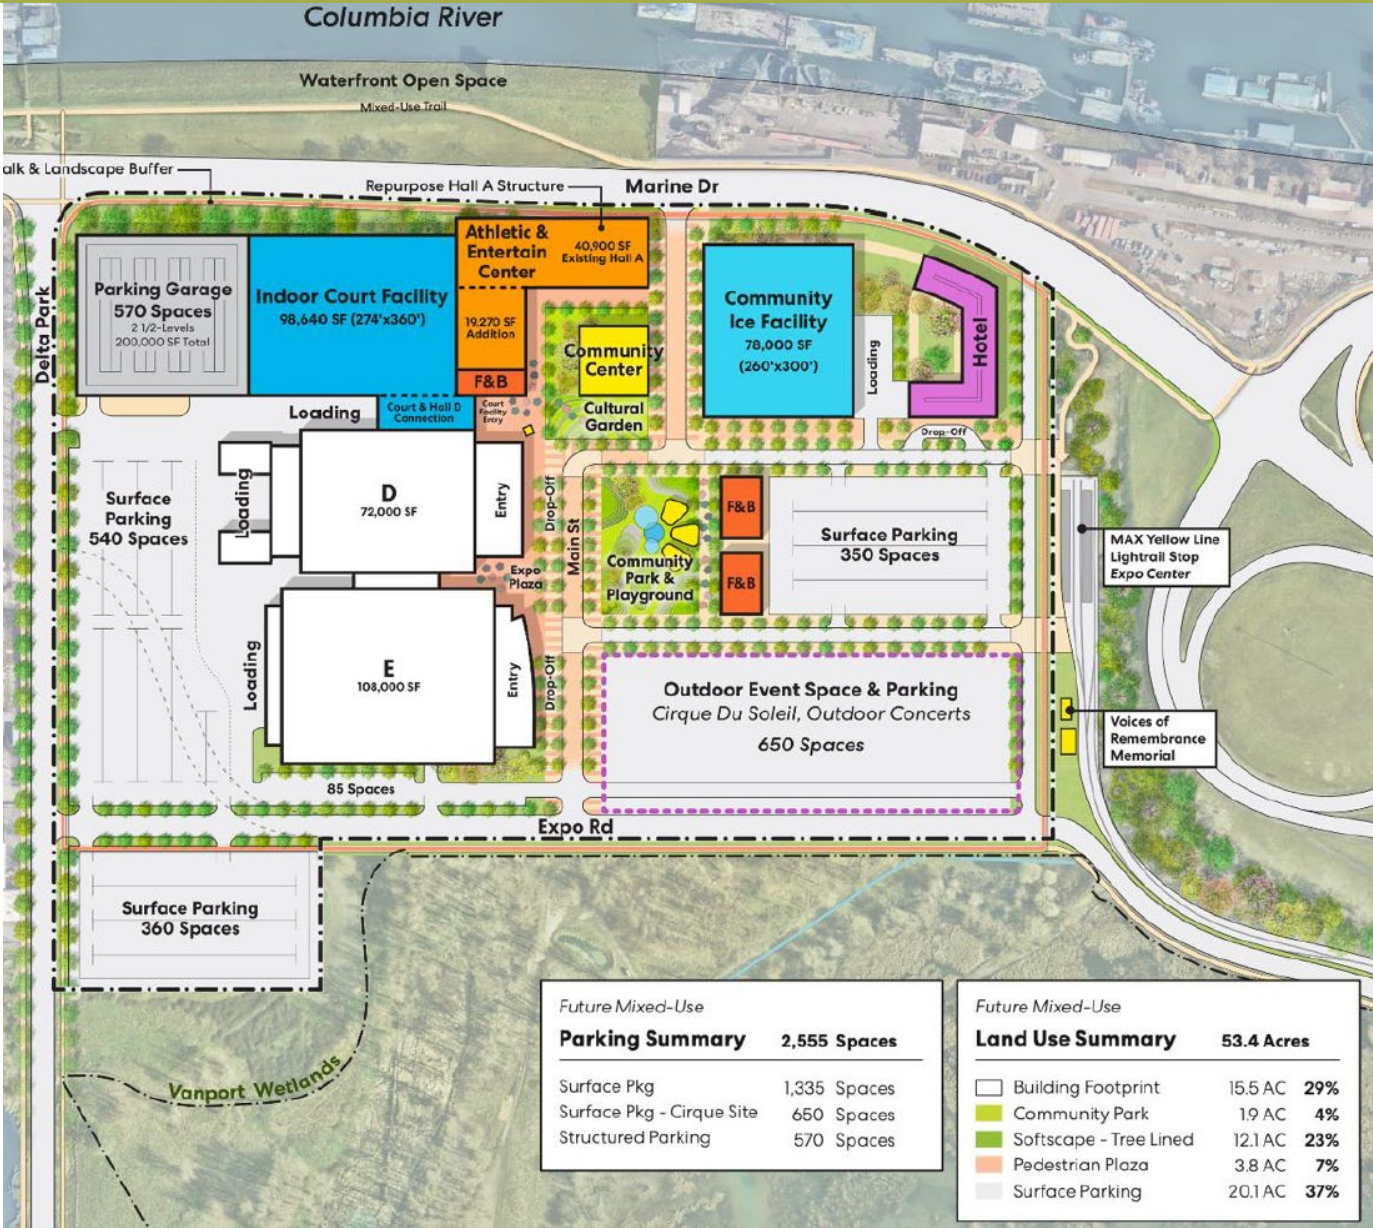 Columbia River
Waterfront Open Space
Mixed-Use Trail
alk & Landscape Buffer
Repurpose Hall A Structure
Marine Dr
Delta Park
Parking Garage
570 Spaces
2 1/2-Levels
200,000 SF Total
Indoor Court Facility
98,640 SF (274'x360')
Athletic &
Entertain
Center
40,900 SF
Existing Hall A
19,270 SF
Addition
F&B
Community
Center
Cultural
Garden
Community
Ice Facility
78,000 SF
(260'x300')
Loading
Hotel
Drop-Off
Loading
Court & Hall D
Connection
Court
Facility
Entry
Surface
Parking
540 Spaces
Loading
D
72,000 SF
Entry
Drop-Off
Main St
Expo
Plaza
Community
Park &
Playground
F&B
F&B
Surface Parking
350 Spaces
MAX Yellow Line
Lightrail Stop
Expo Center
Loading
E
108,000 SF
Entry
Drop-Off
Outdoor Event Space & Parking
Cirque Du Soleil, Outdoor Concerts
650 Spaces
Voices of
Remembrance
Memorial
85 Spaces
Expo Rd
Surface Parking
360 Spaces
Vanport Wetlands
Future Mixed-Use
Parking Summary 2,555 Spaces
Surface Pkg 1,335 Spaces
Surface Pkg - Cirque Site 650 Spaces
Structured Parking 570 Spaces
Future Mixed-Use
Land Use Summary 53.4 Acres
Building Footprint 15.5 AC 29%
Community Park 1.9 AC 4%
Softscape - Tree Lined 12.1 AC 23%
Pedestrian Plaza 3.8 AC 7%
Surface Parking 20.1 AC 37%